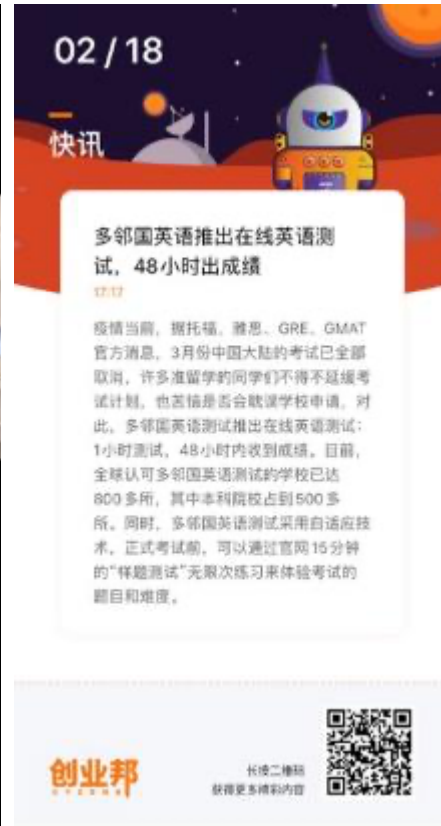 02 / 18
快讯
多邻国英语推出在线英语测
试，48小时出成绩
17:17
疫情当前，据托福、雅思、GRE、GMAT
官方消息，3月份中国大陆的考试已全部
取消，许多准留学的同学们不得不延缓考
试计划，也苦恼是否会耽误学校申请。对
此，多邻国英语测试推出在线英语测试：
1小时测试，48小时内收到成绩。目前，
全球认可多邻国英语测试的学校已达
800多所，其中本科院校占到500多
所。同时，多邻国英语测试采用自适应技
术，正式考试前，可以通过官网15分钟
的“样题测试”无限次练习来体验考试的
题目和难度。
创业邦
长按二维码
获得更多精彩内容